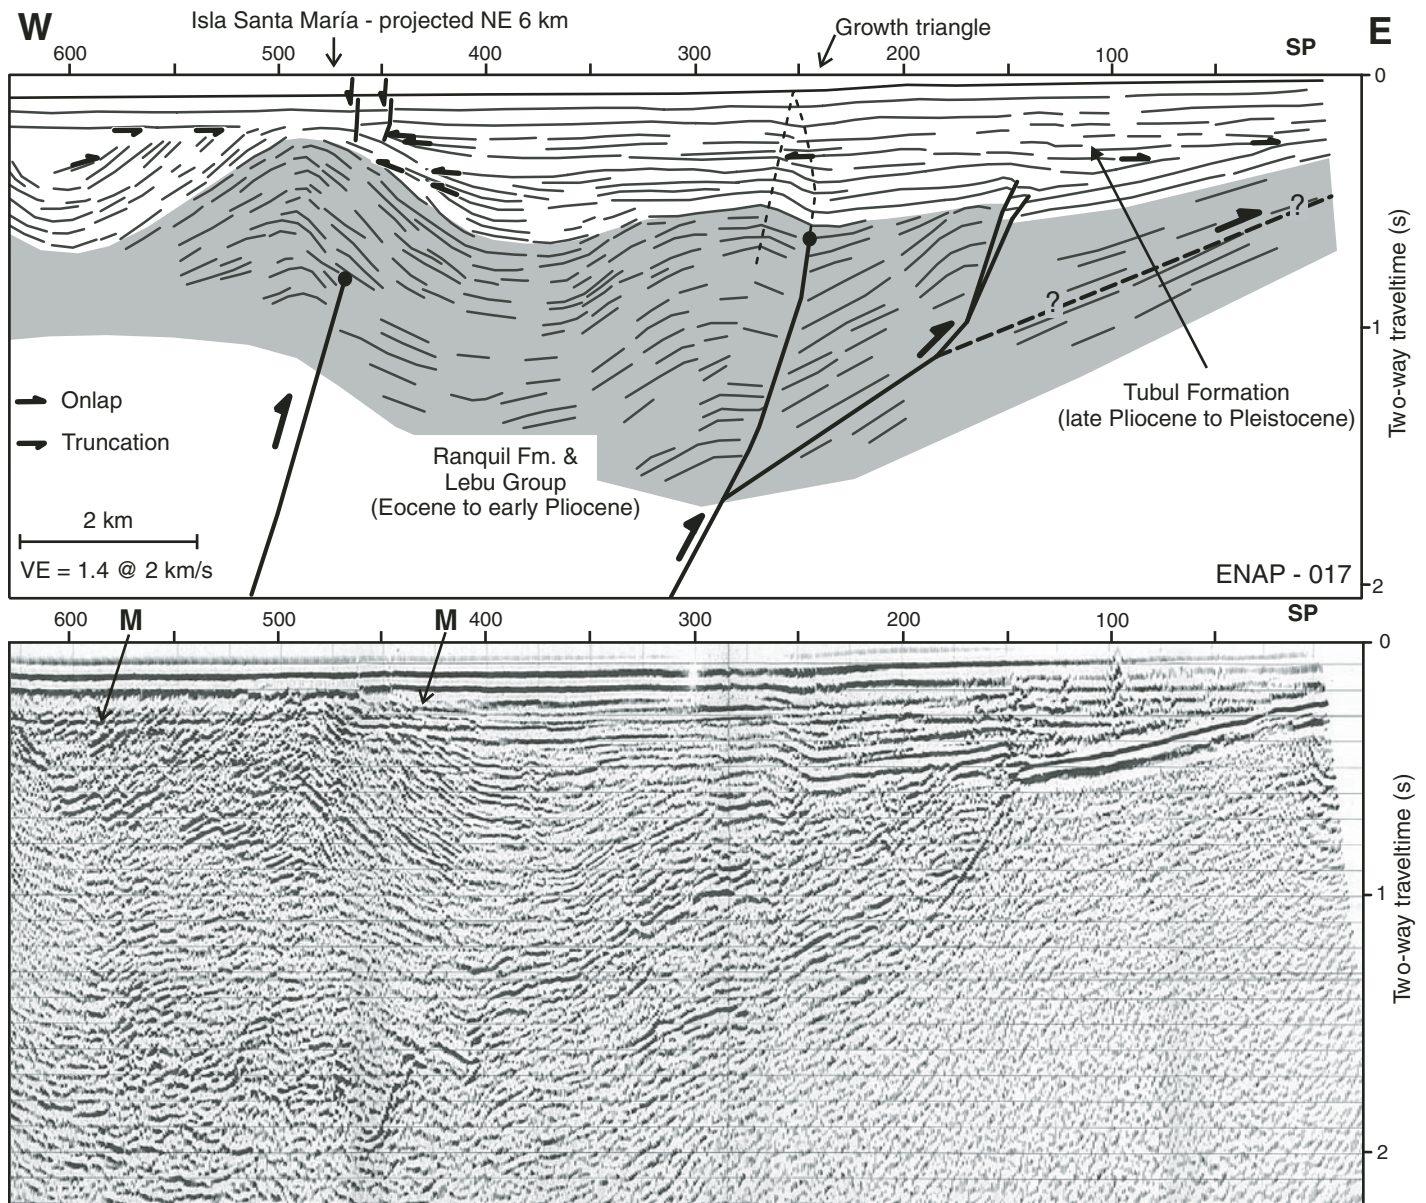 W
Isla Santa María - projected NE 6 km
Growth triangle
E
600 500 400 300 200 100 SP
0
?
?
1
Two-way traveltime (s)
Onlap
Truncation
Tubul Formation
(late Pliocene to Pleistocene)
Ranquil Fm. &
Lebu Group
(Eocene to early Pliocene)
2 km
VE = 1.4 @ 2 km/s
ENAP - 017
2
600 M 500 M 400 300 200 100 SP
0
1
Two-way traveltime (s)
2